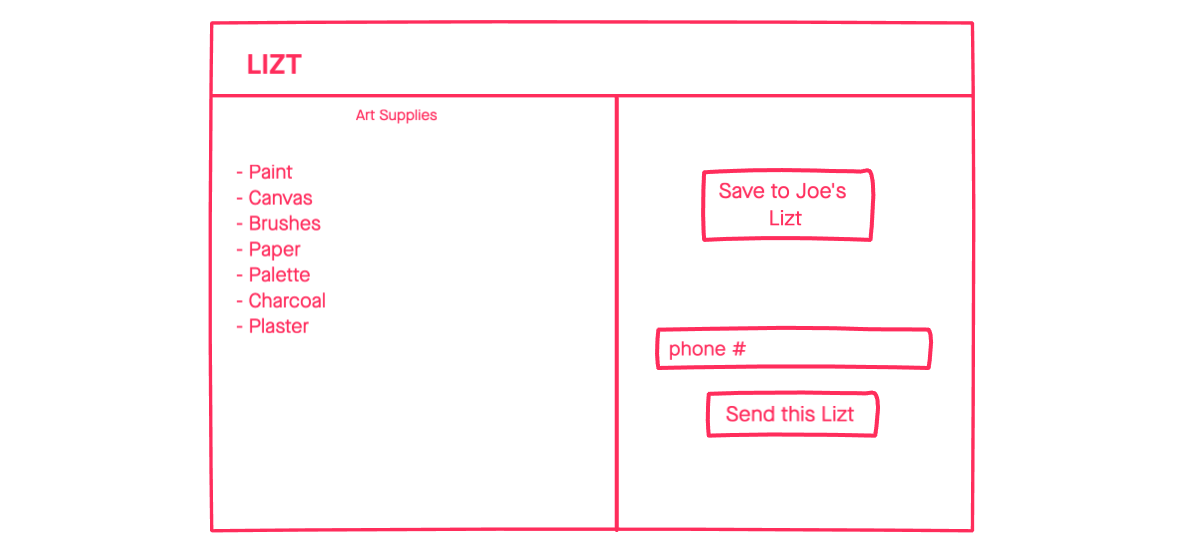 LIZT
Art Supplies
- Paint
- Canvas
- Brushes
- Paper
- Palette
- Charcoal
- Plaster
Save to Joe's
Lizt
phone #
Send this Lizt